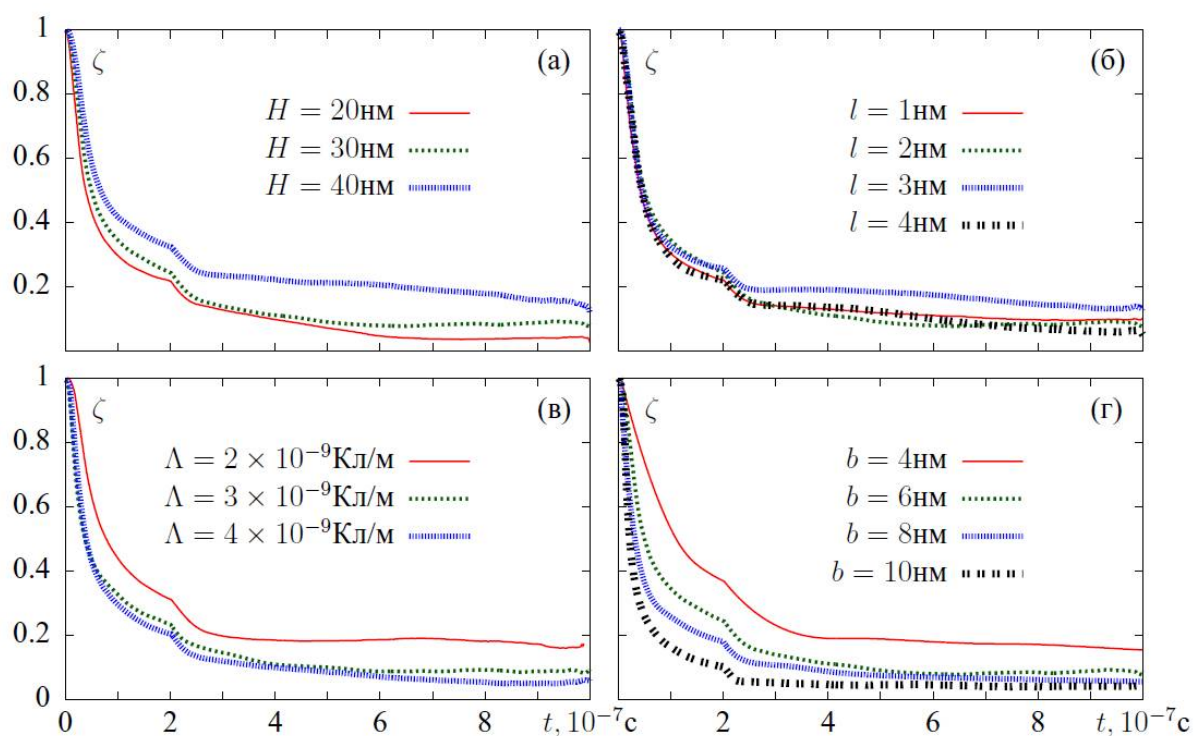 1
0.8
0.6
0.4
0.2
ζ
(а)
H = 20нм
H = 30нм
H = 40нм
ζ
(б)
l = 1нм
l = 2нм
l = 3нм
l = 4нм
1
0.8
0.6
0.4
0.2
0
ζ
(в)
Λ = 2 × 10⁻⁹Кл/м
Λ = 3 × 10⁻⁹Кл/м
Λ = 4 × 10⁻⁹Кл/м
0 2 4 6 8 t, 10⁻⁷с
ζ
(г)
b = 4нм
b = 6нм
b = 8нм
b = 10нм
2 4 6 8 t, 10⁻⁷с